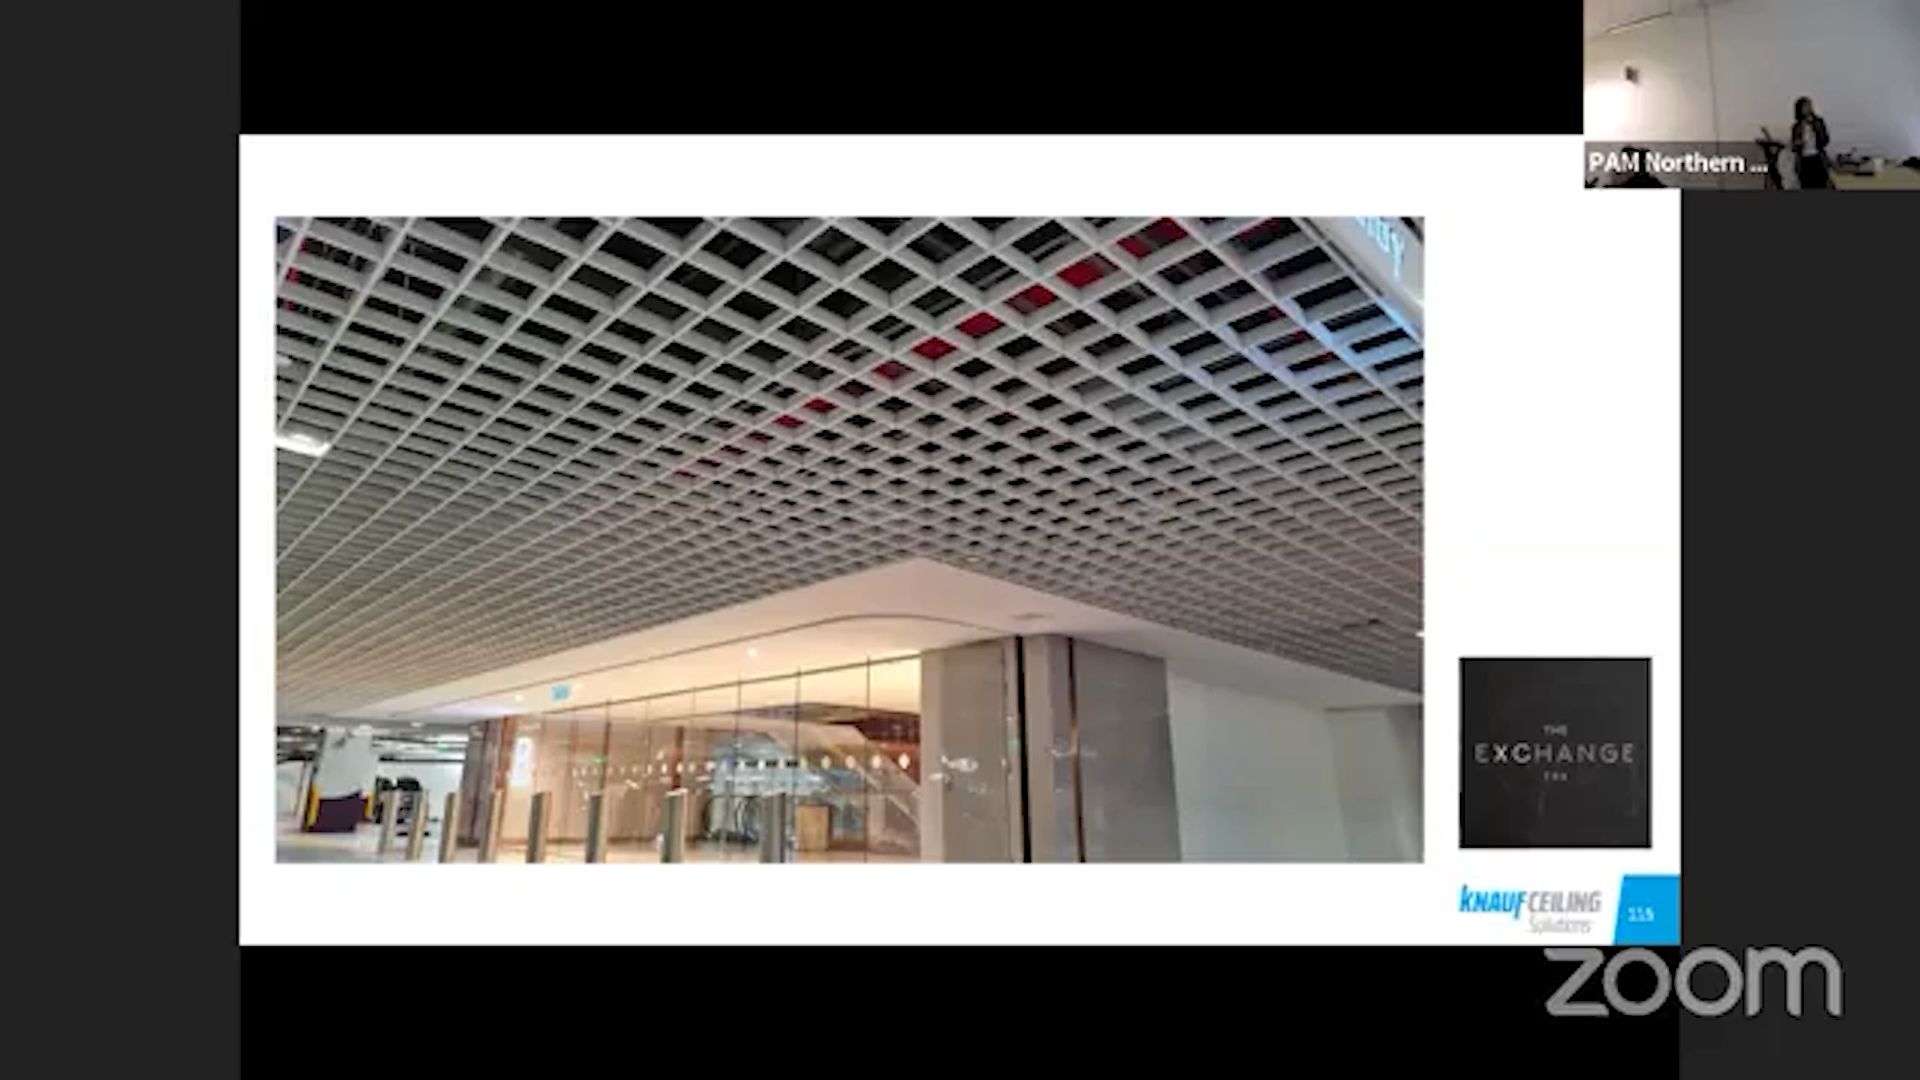 PAM Northern ...
THE
EXCHANGE
TRX
KNAUF CEILING
Solutions
115
zoom